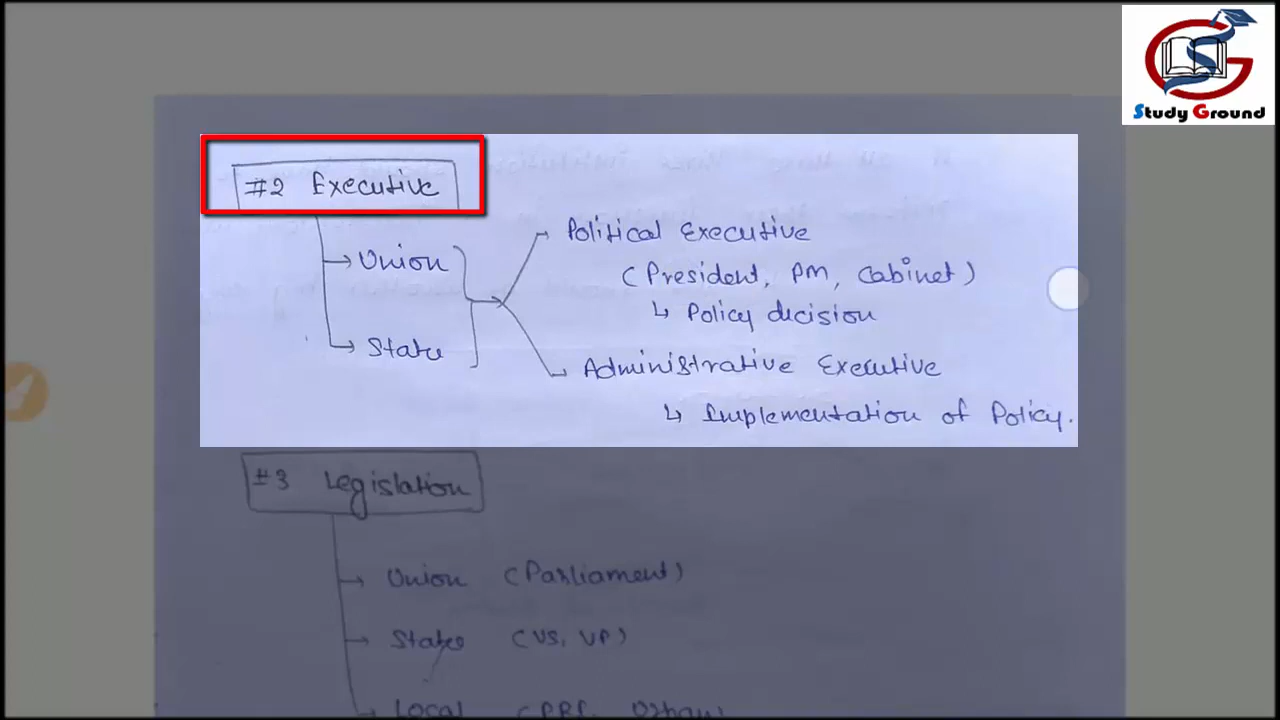 Study Ground
#2 Executive
Union
State
Political Executive
(President, PM, Cabinet)
↳ Policy decision
Administrative Executive
↳ Implementation of Policy.
#3 Legislation
Union (Parliament)
State (VS, VP)
Local